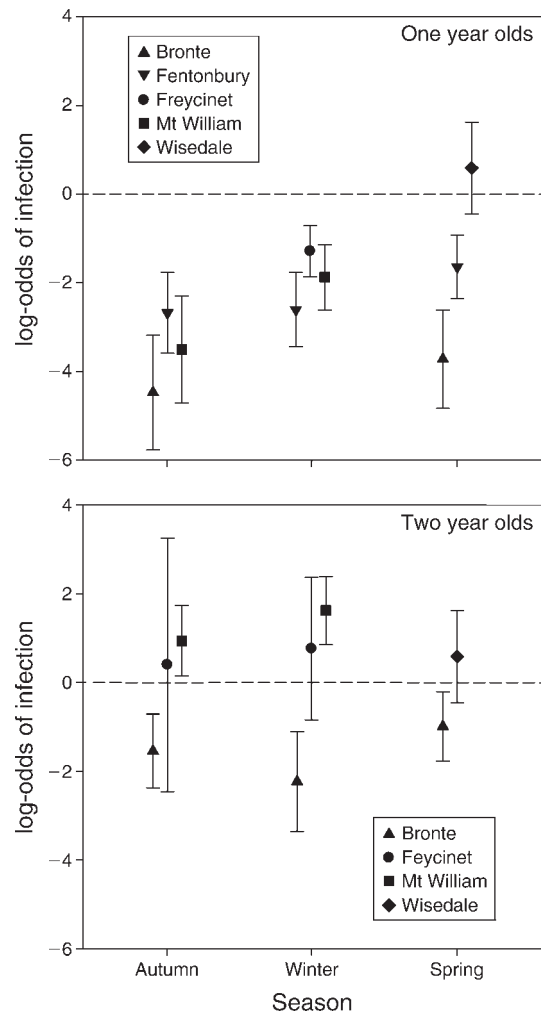 4
One year olds
Bronte
Fentonbury
Freycinet
Mt William
Wisedale
2
0
−2
−4
−6
log-odds of infection
4
Two year olds
2
0
−2
−4
−6
log-odds of infection
Bronte
Feycinet
Mt William
Wisedale
Autumn Winter Spring
Season